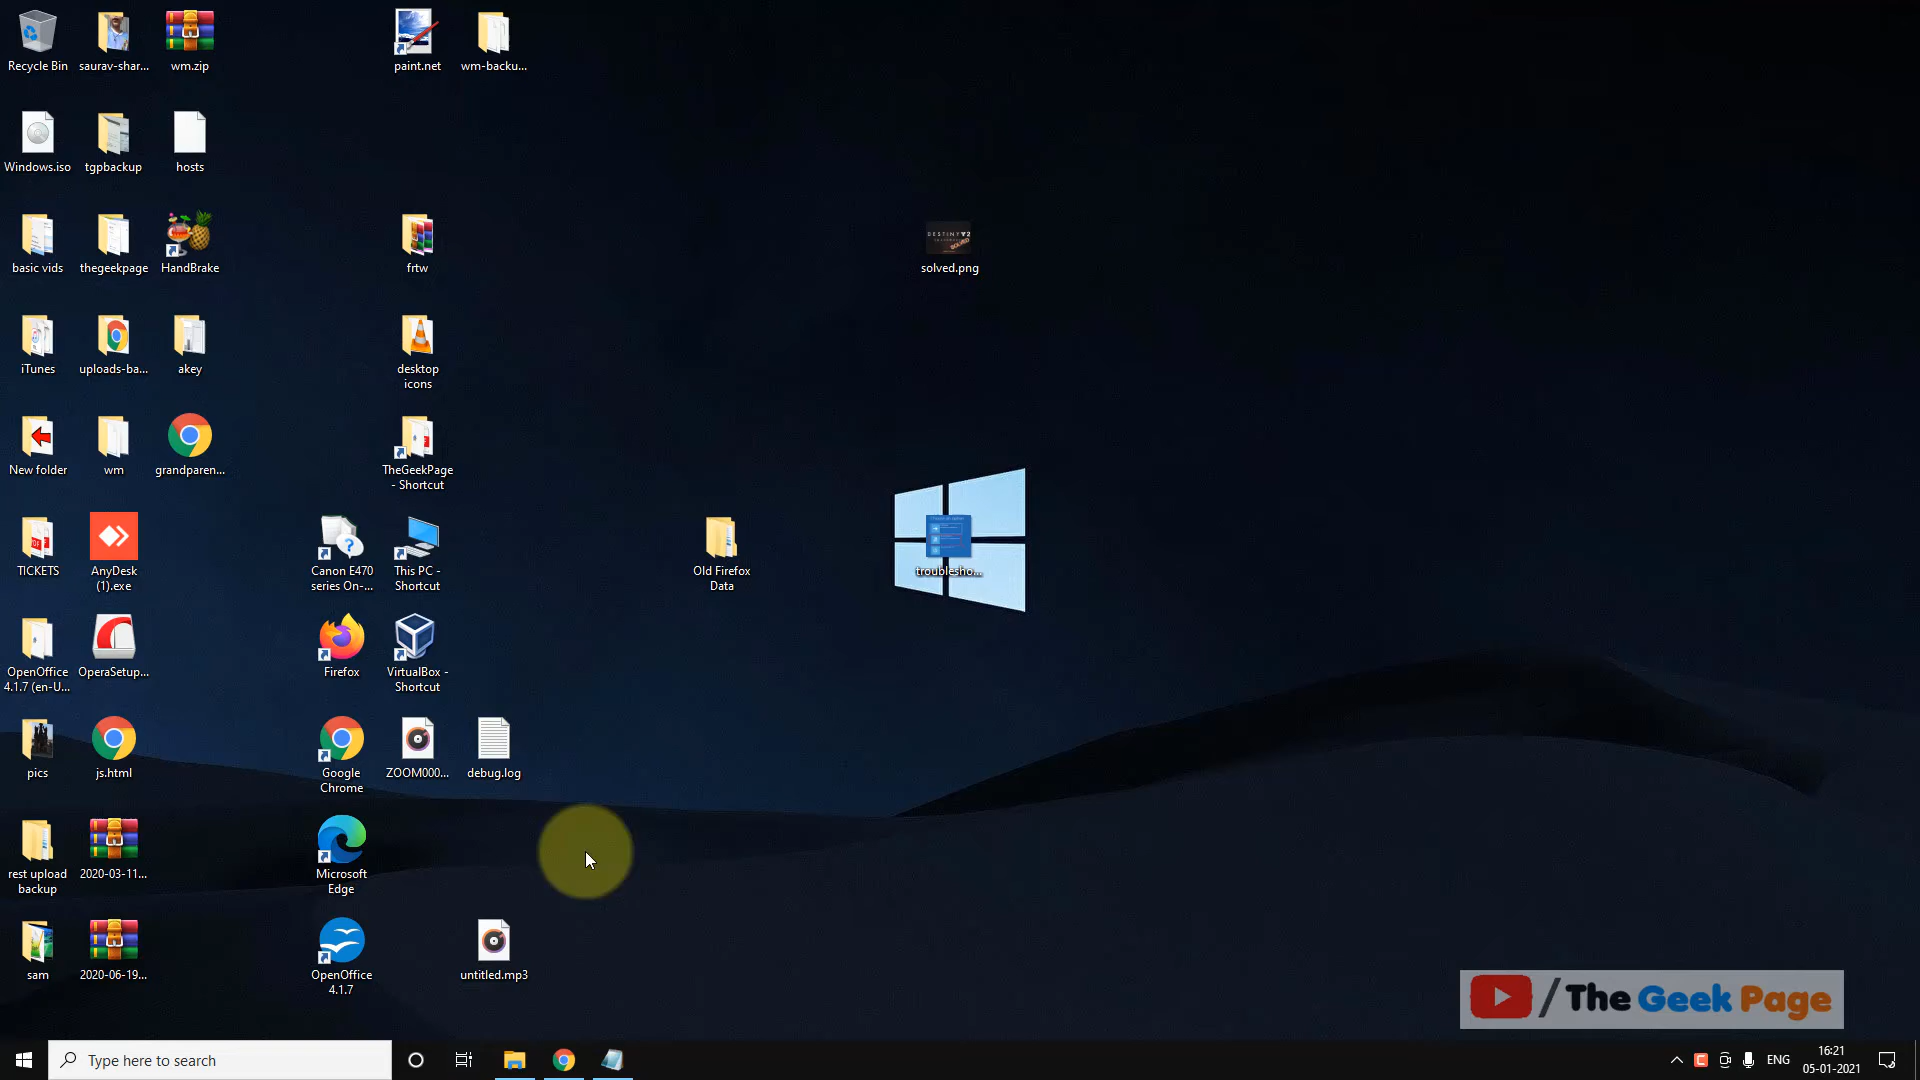 Recycle Bin
saurav-shar...
wm.zip
paint.net
wm-backu...
Windows.iso
tgpbackup
hosts
basic vids
thegeekpage
HandBrake
frtw
DESTINY 2
SOLVED
solved.png
iTunes
uploads-ba...
akey
desktop
icons
New folder
wm
grandparen...
TheGeekPage
- Shortcut
TICKETS
AnyDesk
(1).exe
Canon E470
series On-...
This PC -
Shortcut
Old Firefox
Data
troublesho...
OpenOffice
4.1.7 (en-U...
OperaSetup...
Firefox
VirtualBox -
Shortcut
pics
js.html
Google
Chrome
ZOOM000...
debug.log
rest upload
backup
2020-03-11...
Microsoft
Edge
sam
2020-06-19...
OpenOffice
4.1.7
untitled.mp3
/ The Geek Page
Type here to search
ENG
16:21
05-01-2021